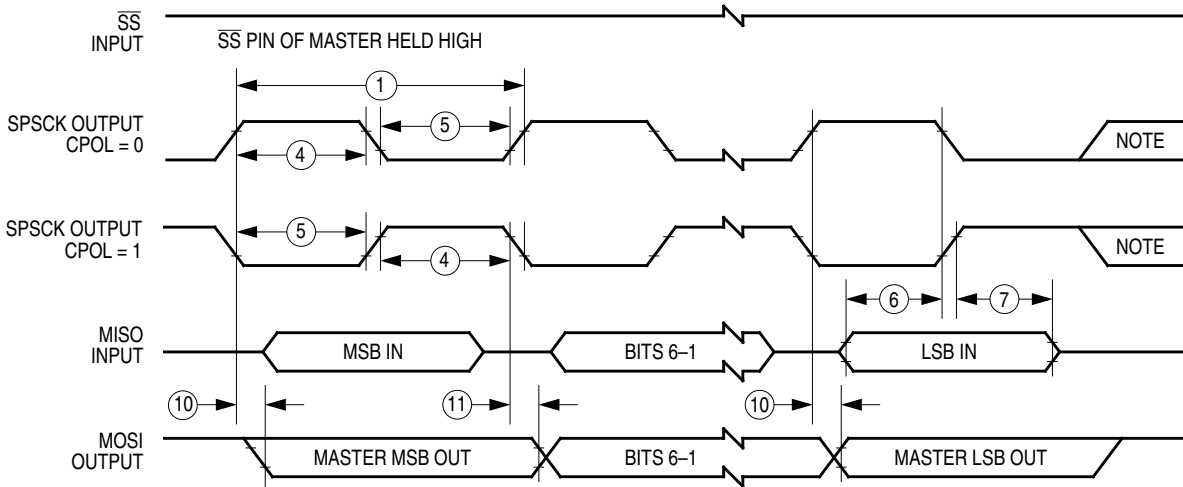 SS
INPUT
SS PIN OF MASTER HELD HIGH
1
SPSCK OUTPUT
CPOL = 0
5
4
NOTE
SPSCK OUTPUT
CPOL = 1
5
4
NOTE
6
7
MISO
INPUT
MSB IN
BITS 6–1
LSB IN
10
11
10
MOSI
OUTPUT
MASTER MSB OUT
BITS 6–1
MASTER LSB OUT